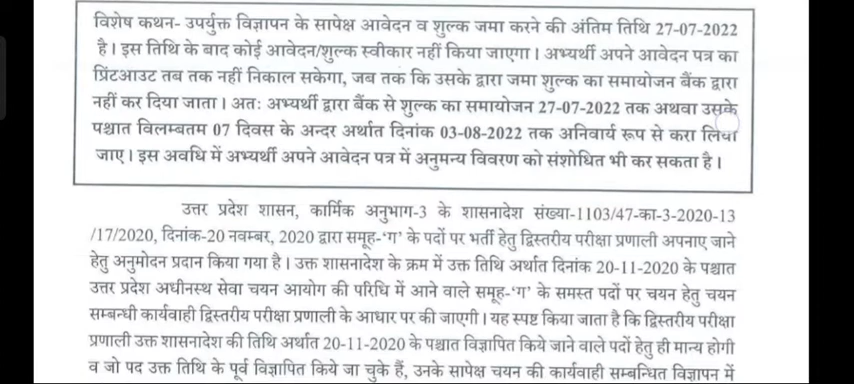 विशेष कथन- उपर्युक्त विज्ञापन के सापेक्ष आवेदन व शुल्क जमा करने की अंतिम तिथि 27-07-2022
है। इस तिथि के बाद कोई आवेदन/शुल्क स्वीकार नहीं किया जाएगा। अभ्यर्थी अपने आवेदन पत्र का
प्रिंटआउट तब तक नहीं निकाल सकेगा, जब तक कि उसके द्वारा जमा शुल्क का समायोजन बैंक द्वारा
नहीं कर दिया जाता। अतः अभ्यर्थी द्वारा बैंक से शुल्क का समायोजन 27-07-2022 तक अथवा उसके
पश्चात विलम्बतम 07 दिवस के अन्दर अर्थात दिनांक 03-08-2022 तक अनिवार्य रूप से करा लिया
जाए। इस अवधि में अभ्यर्थी अपने आवेदन पत्र में अनुमन्य विवरण को संशोधित भी कर सकता है।
उत्तर प्रदेश शासन, कार्मिक अनुभाग-3 के शासनादेश संख्या-1103/47-का-3-2020-13
/17/2020, दिनांक-20 नवम्बर, 2020 द्वारा समूह-‘ग’ के पदों पर भर्ती हेतु द्विस्तरीय परीक्षा प्रणाली अपनाए जाने
हेतु अनुमोदन प्रदान किया गया है। उक्त शासनादेश के क्रम में उक्त तिथि अर्थात दिनांक 20-11-2020 के पश्चात
उत्तर प्रदेश अधीनस्थ सेवा चयन आयोग की परिधि में आने वाले समूह-‘ग’ के समस्त पदों पर चयन हेतु चयन
सम्बन्धी कार्यवाही द्विस्तरीय परीक्षा प्रणाली के आधार पर की जाएगी। यह स्पष्ट किया जाता है कि द्विस्तरीय परीक्षा
प्रणाली उक्त शासनादेश की तिथि अर्थात 20-11-2020 के पश्चात विज्ञापित किये जाने वाले पदों हेतु ही मान्य होगी
व जो पद उक्त तिथि के पूर्व विज्ञापित किये जा चुके हैं, उनके सापेक्ष चयन की कार्यवाही सम्बन्धित विज्ञापन में